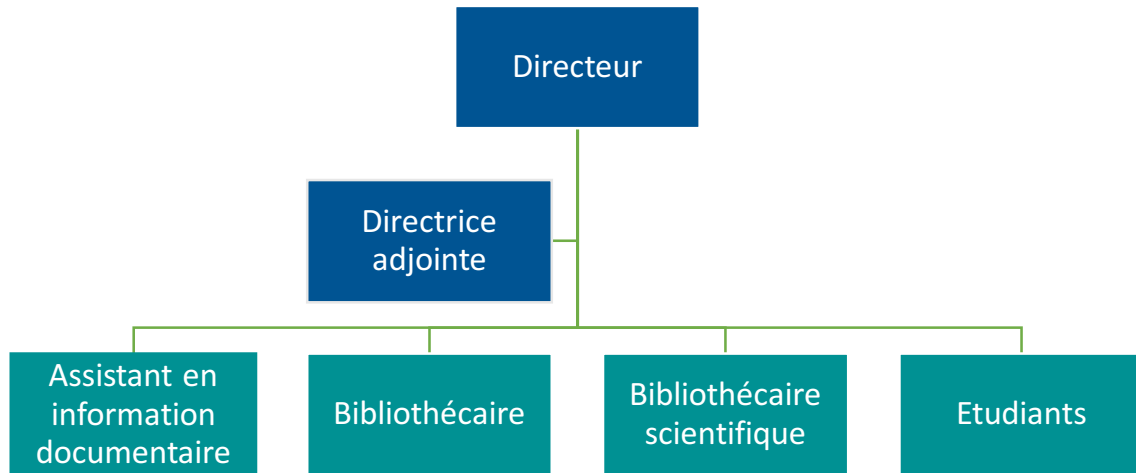 Directeur
Directrice
adjointe
Assistant en
information
documentaire
Bibliothécaire
Bibliothécaire
scientifique
Etudiants